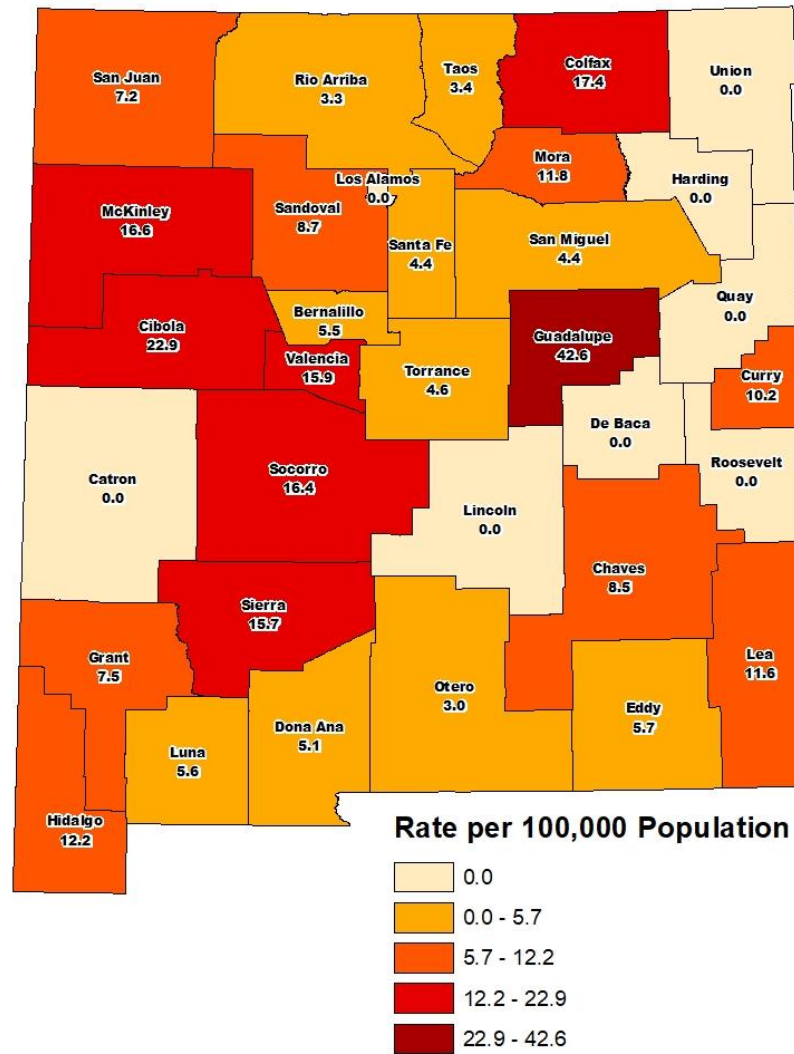 San Juan
7.2
Rio Arriba
3.3
Taos
3.4
Colfax
17.4
Union
0.0
Los Alamos
0.0
Mora
11.8
Harding
0.0
McKinley
16.6
Sandoval
8.7
Santa Fe
4.4
San Miguel
4.4
Quay
0.0
Cibola
22.9
Bernalillo
5.5
Valencia
15.9
Torrance
4.6
Guadalupe
42.6
Curry
10.2
De Baca
0.0
Roosevelt
0.0
Catron
0.0
Socorro
16.4
Lincoln
0.0
Chaves
8.5
Sierra
15.7
Grant
7.5
Lea
11.6
Otero
3.0
Eddy
5.7
Dona Ana
5.1
Luna
5.6
Hidalgo
12.2
Rate per 100,000 Population
0.0
0.0 - 5.7
5.7 - 12.2
12.2 - 22.9
22.9 - 42.6